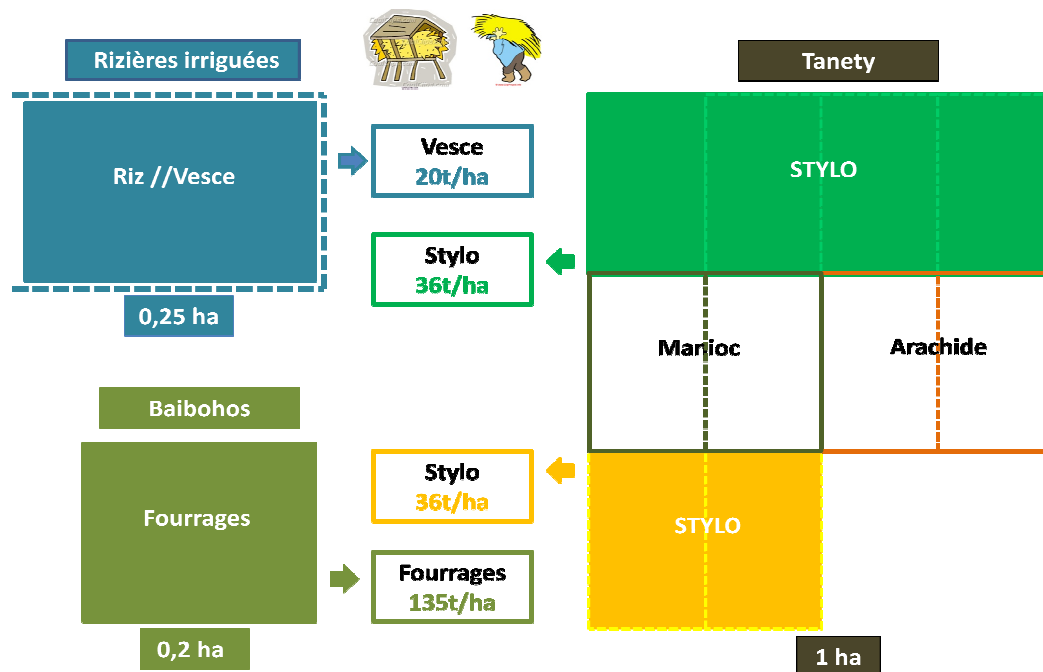 Rizières irriguées
Riz //Vesce
0,25 ha
Baibohos
Fourrages
0,2 ha
Vesce
20t/ha
Stylo
36t/ha
Stylo
36t/ha
Fourrages
135t/ha
Tanety
STYLO
Manioc
Arachide
STYLO
1 ha